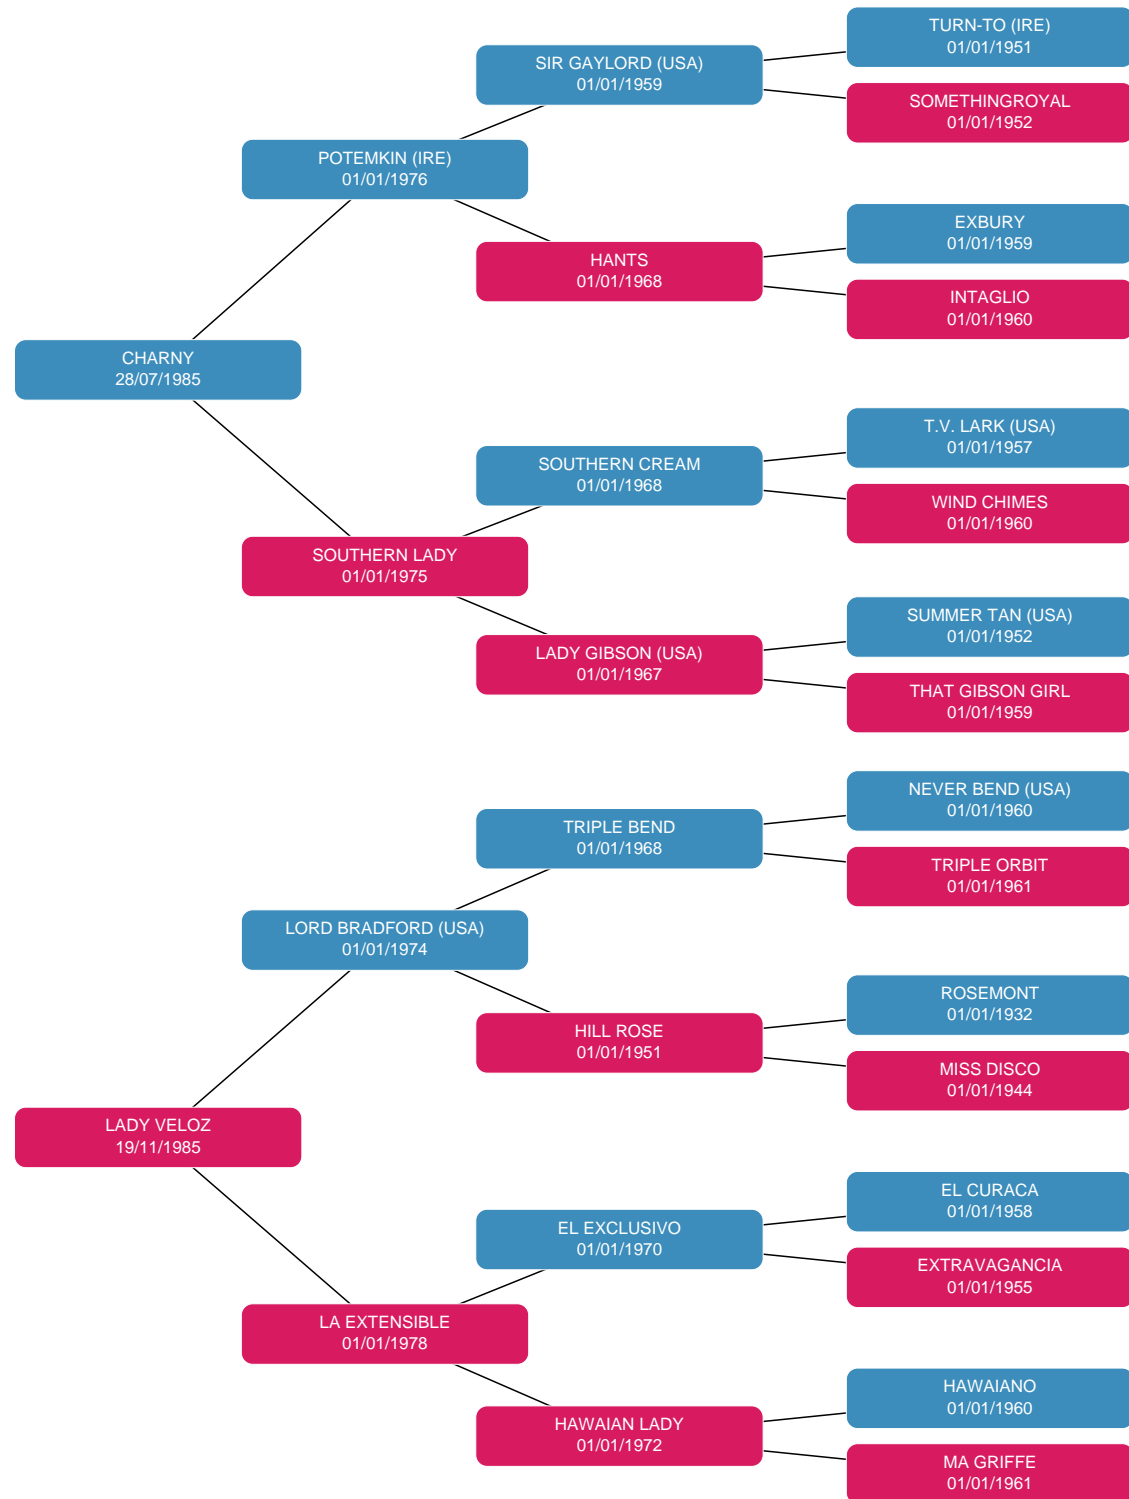 TURN-TO (IRE)
01/01/1951
SIR GAYLORD (USA)
01/01/1959
SOMETHINGROYAL
01/01/1952
POTEMKIN (IRE)
01/01/1976
EXBURY
01/01/1959
HANTS
01/01/1968
INTAGLIO
01/01/1960
CHARNY
28/07/1985
T.V. LARK (USA)
01/01/1957
SOUTHERN CREAM
01/01/1968
WIND CHIMES
01/01/1960
SOUTHERN LADY
01/01/1975
SUMMER TAN (USA)
01/01/1952
LADY GIBSON (USA)
01/01/1967
THAT GIBSON GIRL
01/01/1959
NEVER BEND (USA)
01/01/1960
TRIPLE BEND
01/01/1968
TRIPLE ORBIT
01/01/1961
LORD BRADFORD (USA)
01/01/1974
ROSEMONT
01/01/1932
HILL ROSE
01/01/1951
MISS DISCO
01/01/1944
LADY VELOZ
19/11/1985
EL CURACA
01/01/1958
EL EXCLUSIVO
01/01/1970
EXTRAVAGANCIA
01/01/1955
LA EXTENSIBLE
01/01/1978
HAWAIANO
01/01/1960
HAWAIAN LADY
01/01/1972
MA GRIFFE
01/01/1961